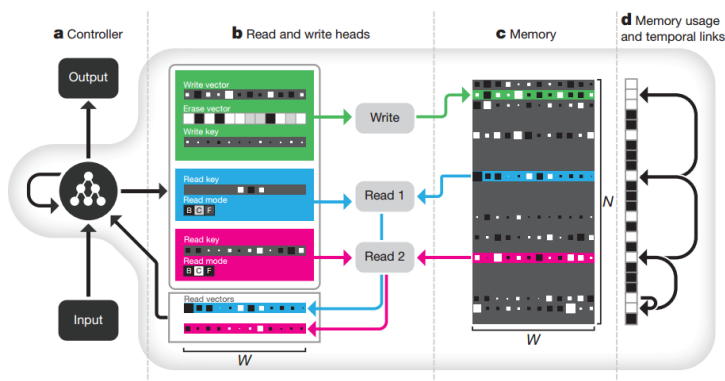 a Controller
b Read and write heads
c Memory
d Memory usage
and temporal links
Output
Input
Write vector
Erase vector
Write key
Read key
Read mode
B C F
Read key
Read mode
B C F
Read vectors
W
Write
Read 1
Read 2
N
W